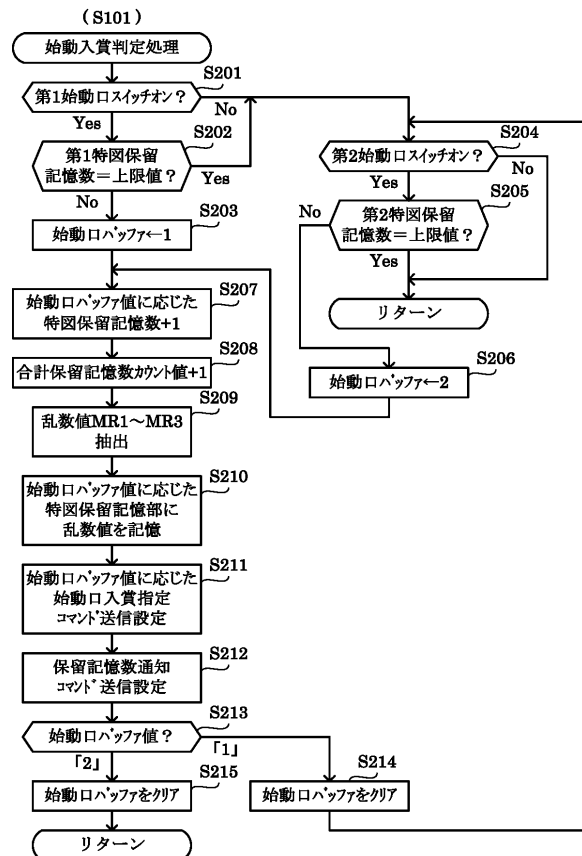 (S101)
始動入賞判定処理
S201
第1始動口スイッチオン?
No
Yes
S202
第1特図保留
記憶数=上限値?
Yes
No
S203
始動口バッファ←1
S204
第2始動口スイッチオン?
No
Yes
S205
No
第2特図保留
記憶数=上限値?
Yes
リターン
S206
始動口バッファ←2
S207
始動口バッファ値に応じた
特図保留記憶数+1
S208
合計保留記憶数カウント値+1
S209
乱数値MR1~MR3
抽出
S210
始動口バッファ値に応じた
特図保留記憶部に
乱数値を記憶
S211
始動口バッファ値に応じた
始動口入賞指定
コマンド送信設定
S212
保留記憶数通知
コマンド送信設定
S213
始動口バッファ値?
「1」
「2」
S215
始動口バッファをクリア
S214
始動口バッファをクリア
リターン